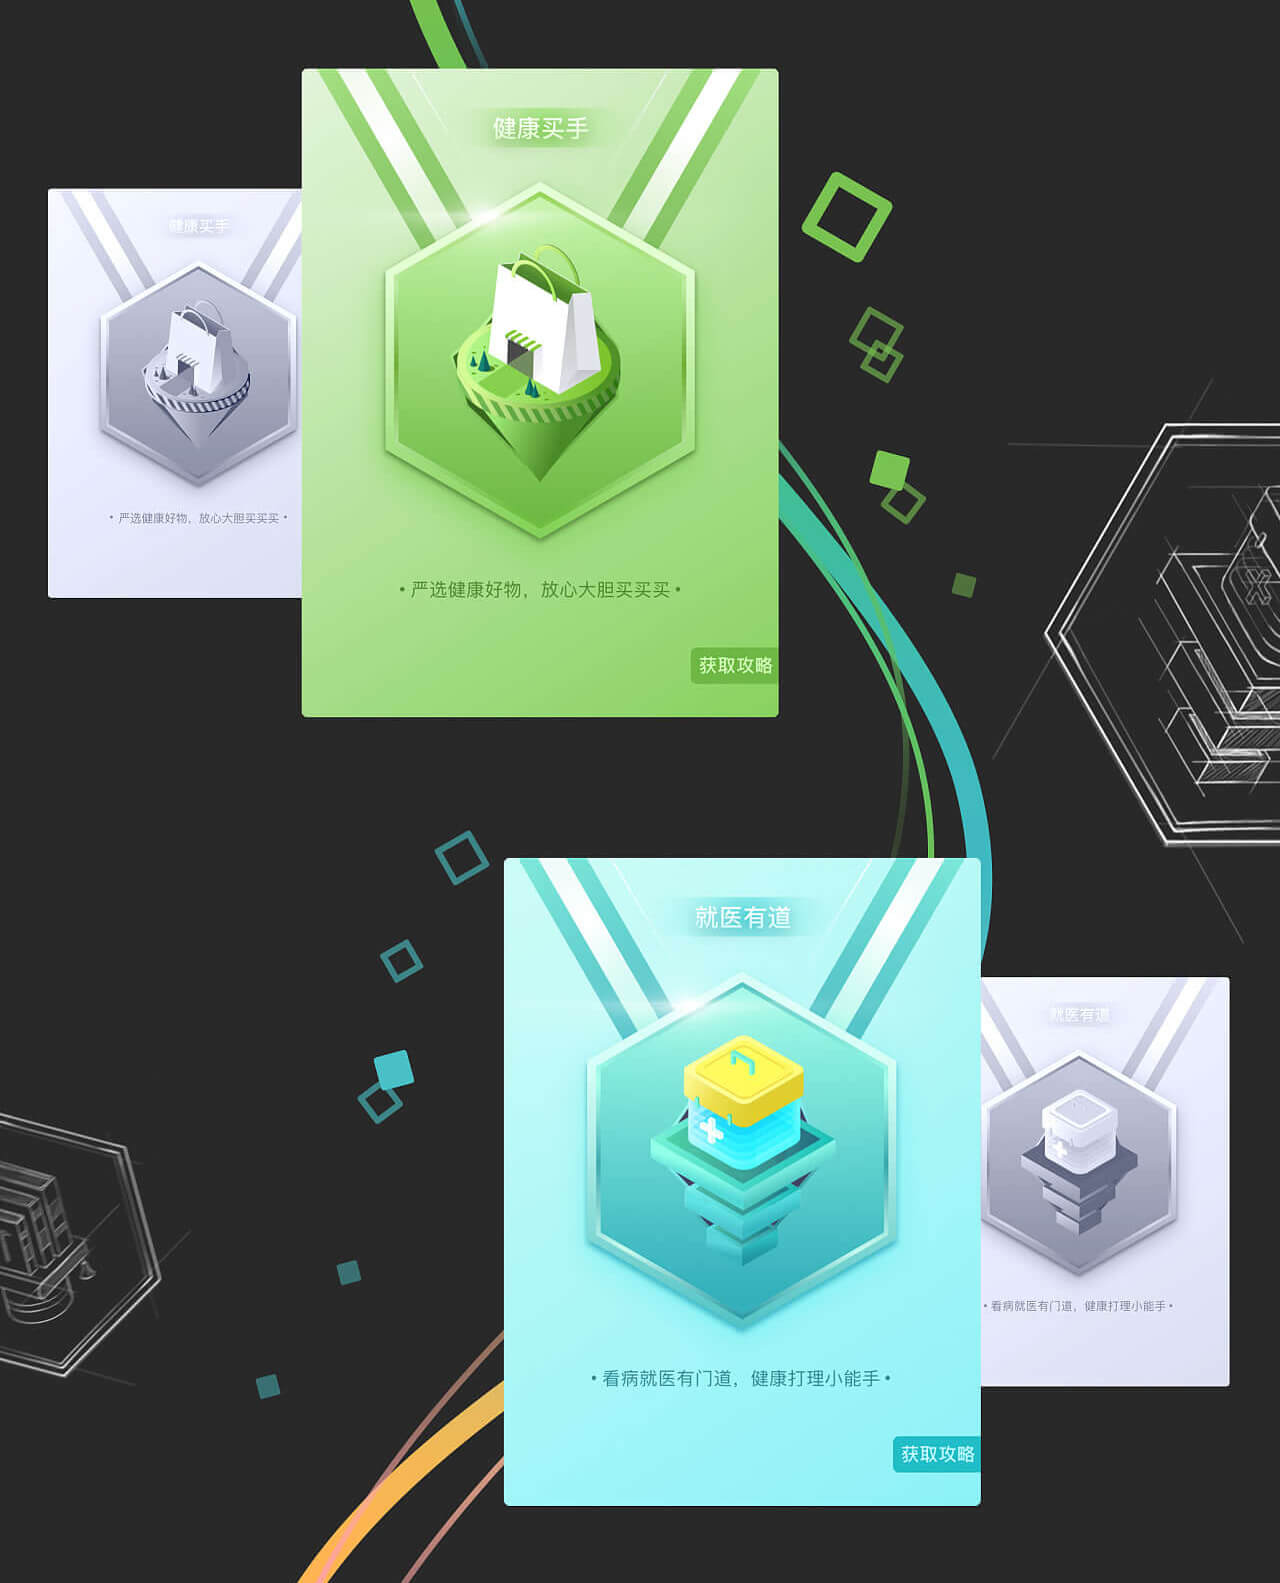 健康买手
健康买手
• 严选健康好物，放心大胆买买买 •
• 严选健康好物，放心大胆买买买 •
获取攻略
就医有道
就医有道
• 看病就医有门道，健康打理小能手 •
• 看病就医有门道，健康打理小能手 •
获取攻略